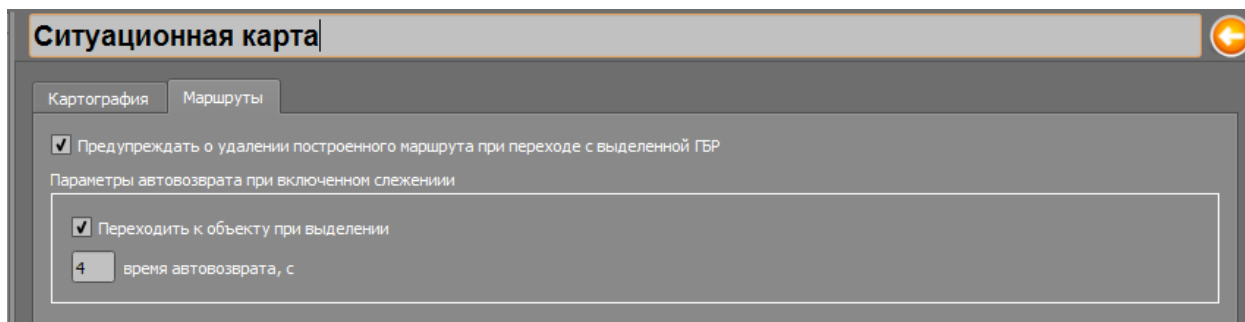 Ситуационная карта
Картография Маршруты
Предупреждать о удалении построенного маршрута при переходе с выделенной ГБР
Параметры автовозврата при включенном слежениии
Переходить к объекту при выделении
4 время автовозврата, с